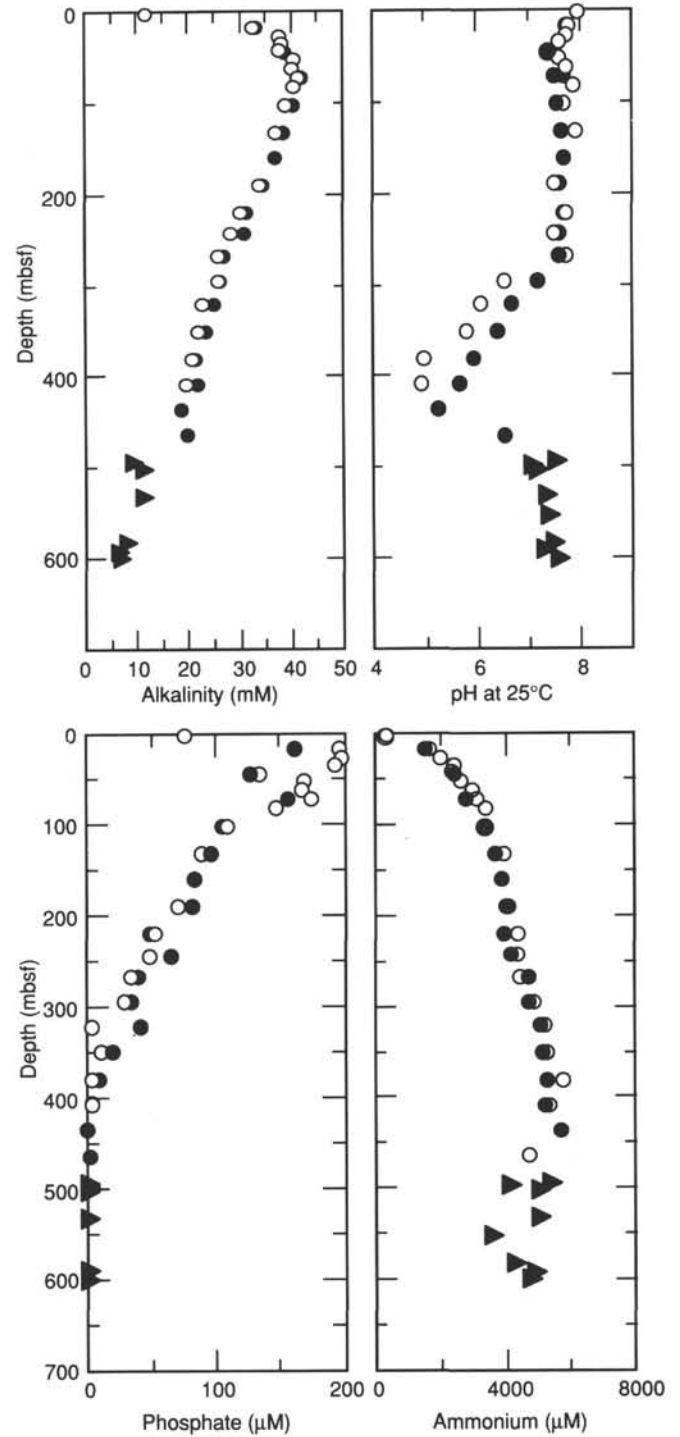 0
200
400
600
Depth (mbsf)
0 10 20 30 40 50
Alkalinity (mM)
4 6 8
pH at 25°C
0
100
200
300
400
500
600
700
Depth (mbsf)
0 100 200
Phosphate (µM)
0 4000 8000
Ammonium (µM)